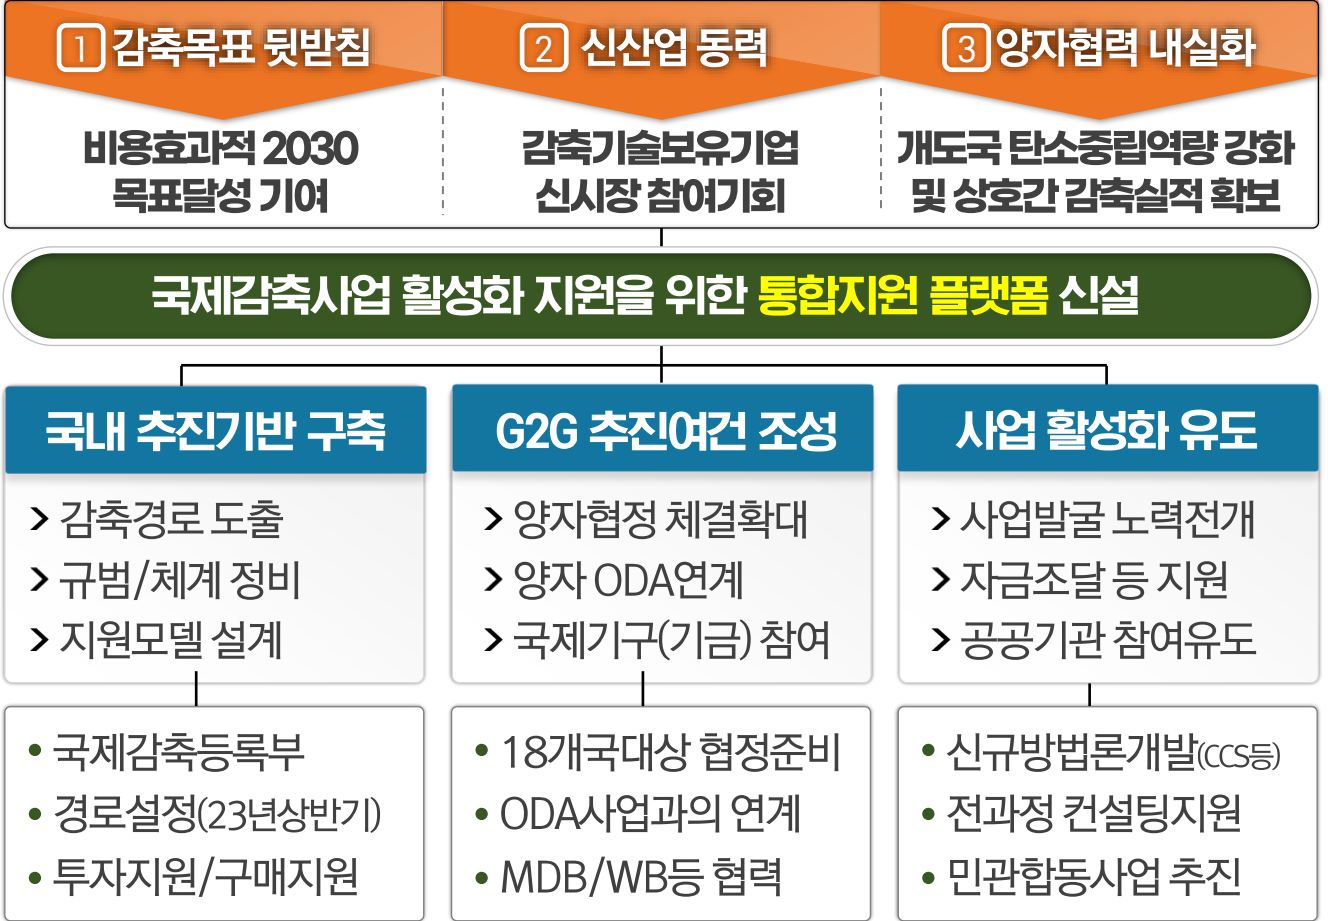 1 감축목표 뒷받침
비용효과적 2030
목표달성 기여
2 신산업 동력
감축기술보유기업
신시장 참여기회
3 양자협력 내실화
개도국 탄소중립역량 강화
및 상호간 감축실적 확보
국제감축사업 활성화 지원을 위한 통합지원 플랫폼 신설
국내 추진기반 구축
감축경로 도출
규범/체계 정비
지원모델 설계
국제감축등록부
경로설정(23년상반기)
투자지원/구매지원
G2G 추진여건 조성
양자협정 체결확대
양자 ODA연계
국제기구(기금) 참여
18개국대상 협정준비
ODA사업과의 연계
MDB/WB등 협력
사업 활성화 유도
사업발굴 노력전개
자금조달 등 지원
공공기관 참여유도
신규방법론개발(CCS등)
전과정 컨설팅지원
민관합동사업 추진